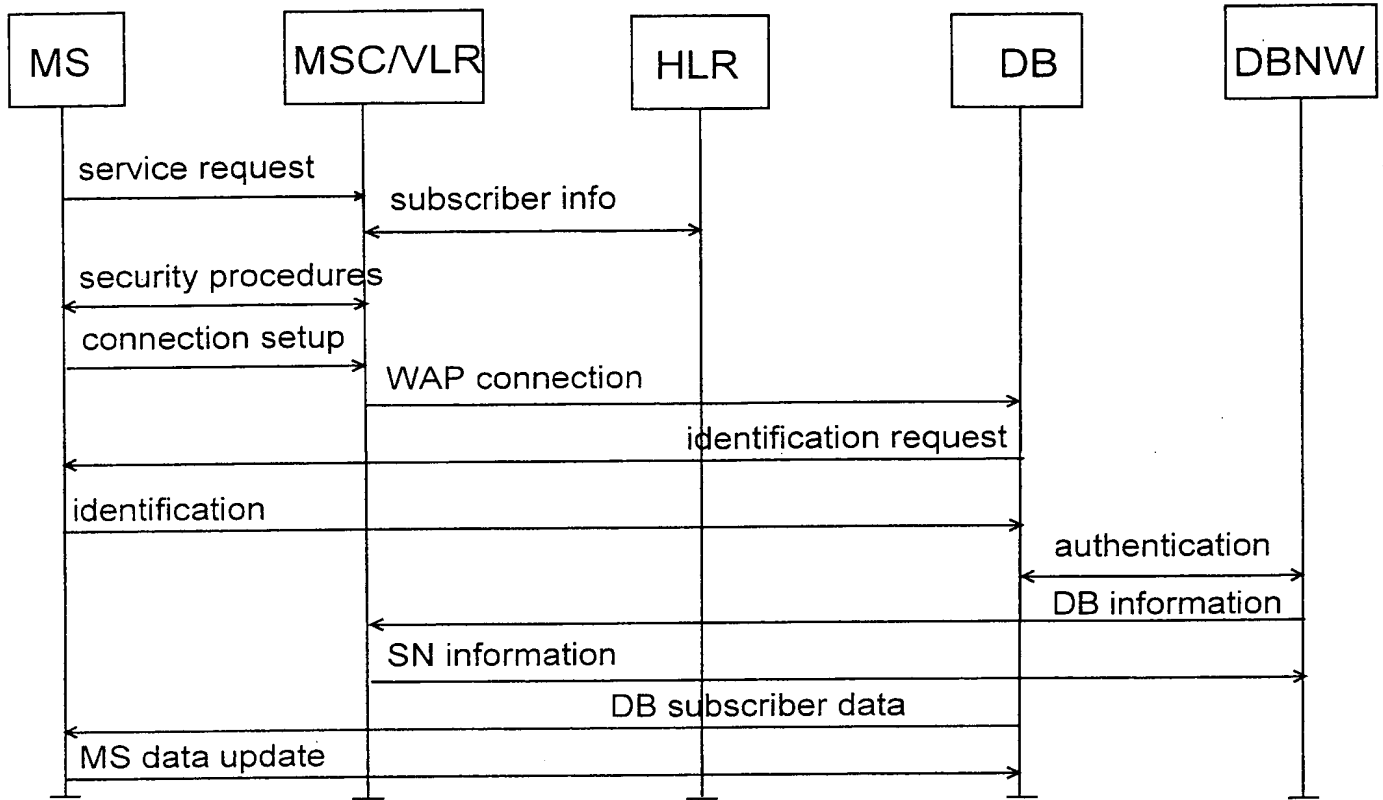 MS
MSC/VLR
HLR
DB
DBNW
service request
subscriber info
security procedures
connection setup
WAP connection
identification request
identification
authentication
DB information
SN information
DB subscriber data
MS data update